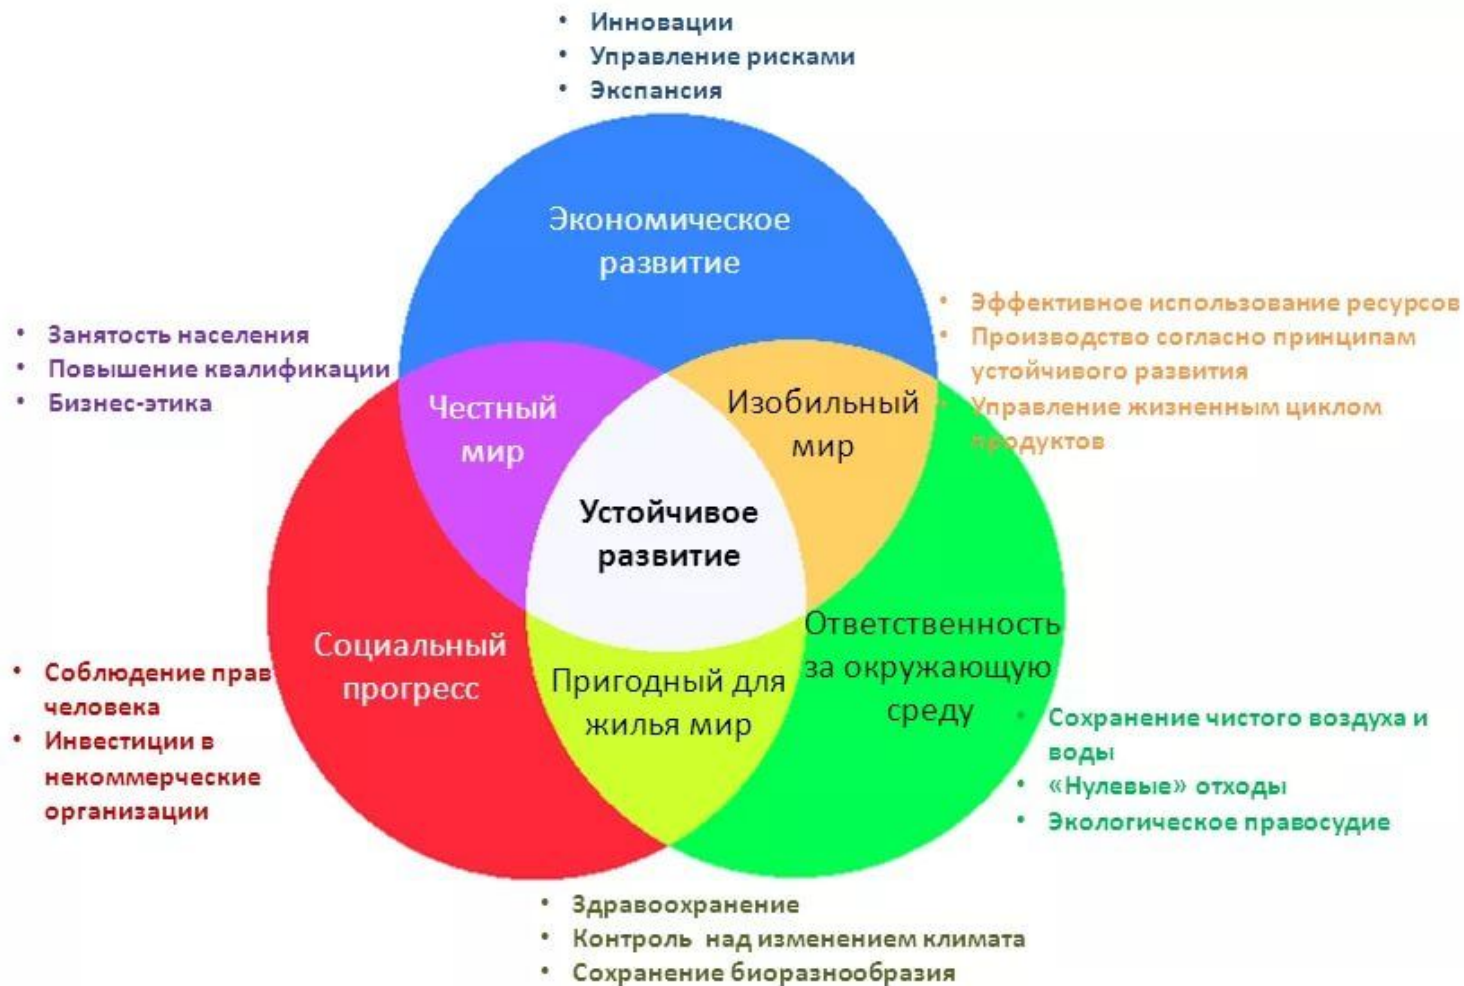 • Инновации
• Управление рисками
• Экспансия
Экономическое
развитие
• Занятость населения
• Повышение квалификации
• Бизнес-этика
• Эффективное использование ресурсов
• Производство согласно принципам
устойчивого развития
• Управление жизненным циклом
продуктов
Честный
мир
Изобильный
мир
Устойчивое
развитие
Социальный
прогресс
Пригодный для
жилья мир
Ответственность
за окружающую
среду
• Соблюдение прав
человека
• Инвестиции в
некоммерческие
организации
• Сохранение чистого воздуха и
воды
• «Нулевые» отходы
• Экологическое правосудие
• Здравоохранение
• Контроль  над изменением климата
• Сохранение биоразнообразия